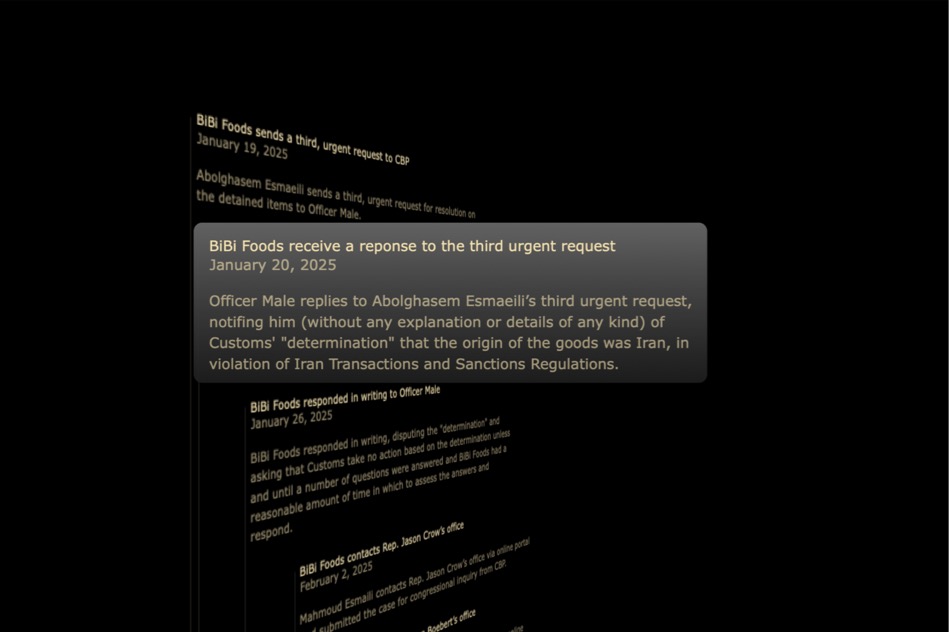 BiBi Foods sends a third, urgent request to CBP
January 19, 2025
Abolghasem Esmaeili sends a third, urgent request for resolution on
the detained items to Officer Male.
BiBi Foods receive a reponse to the third urgent request
January 20, 2025
Officer Male replies to Abolghasem Esmaeili’s third urgent request,
notifing him (without any explanation or details of any kind) of
Customs' "determination" that the origin of the goods was Iran, in
violation of Iran Transactions and Sanctions Regulations.
BiBi Foods responded in writing to Officer Male
January 26, 2025
BiBi Foods responded in writing, disputing the "determination" and
asking that Customs take no action based on the determination unless
and until a number of questions were answered and BiBi Foods had a
reasonable amount of time in which to assess the answers and
respond.
BiBi Foods contacts Rep. Jason Crow’s office
February 2, 2025
Mahmoud Esmaili contacts Rep. Jason Crow’s office via online portal
submitted the case for congressional inquiry from CBP.
Boebert’s office